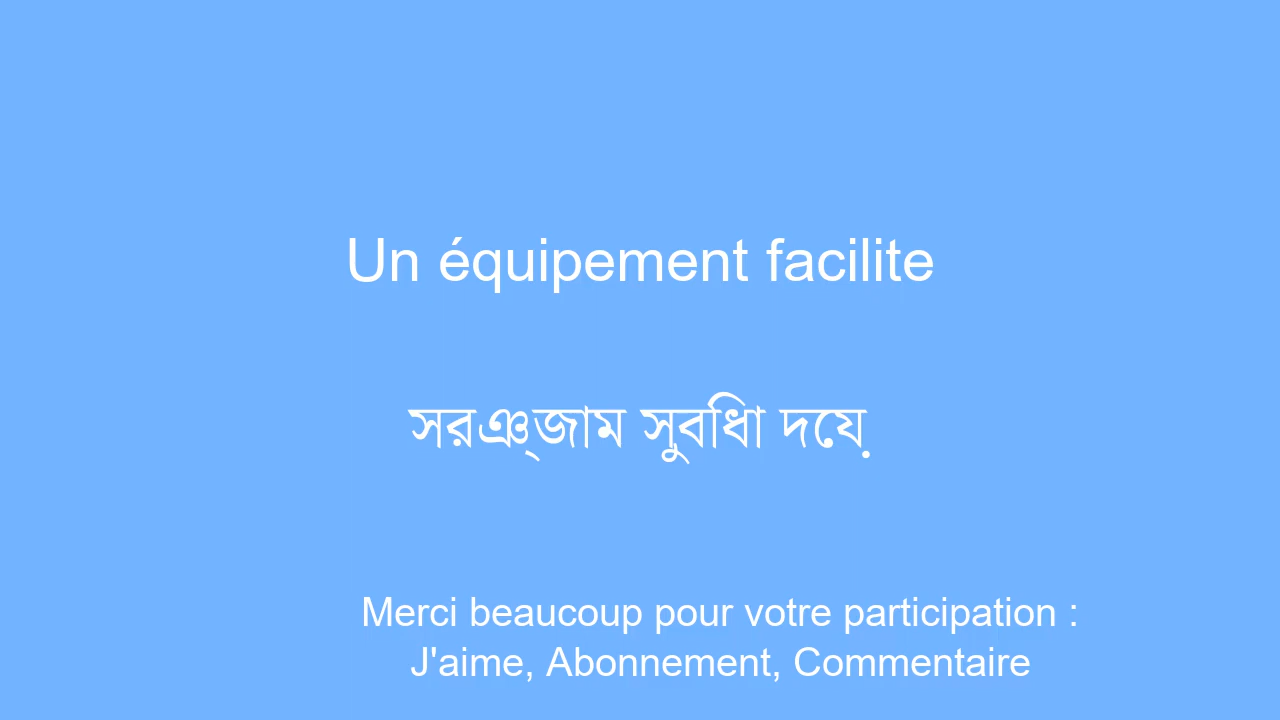 Un équipement facilite
সরঞ্জাম সুবিধা দেয়
Merci beaucoup pour votre participation :
J'aime, Abonnement, Commentaire